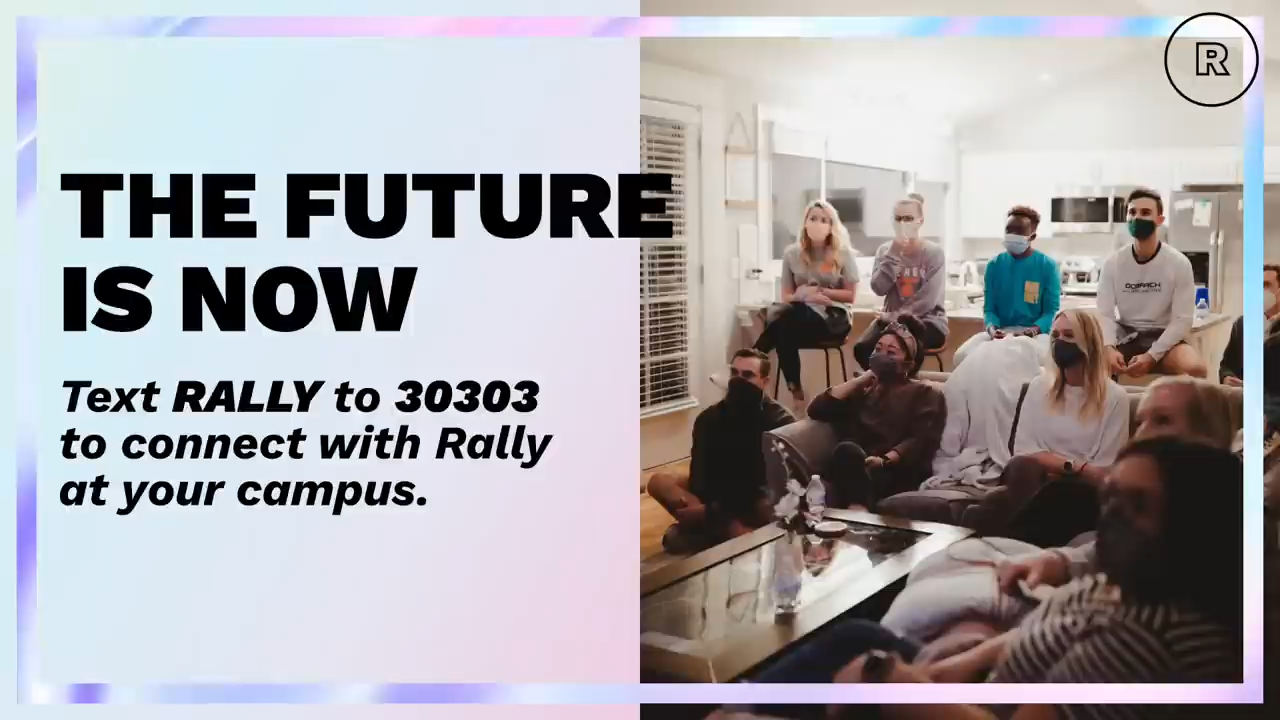 R
THE FUTURE
IS NOW
Text RALLY to 30303
to connect with Rally
at your campus.